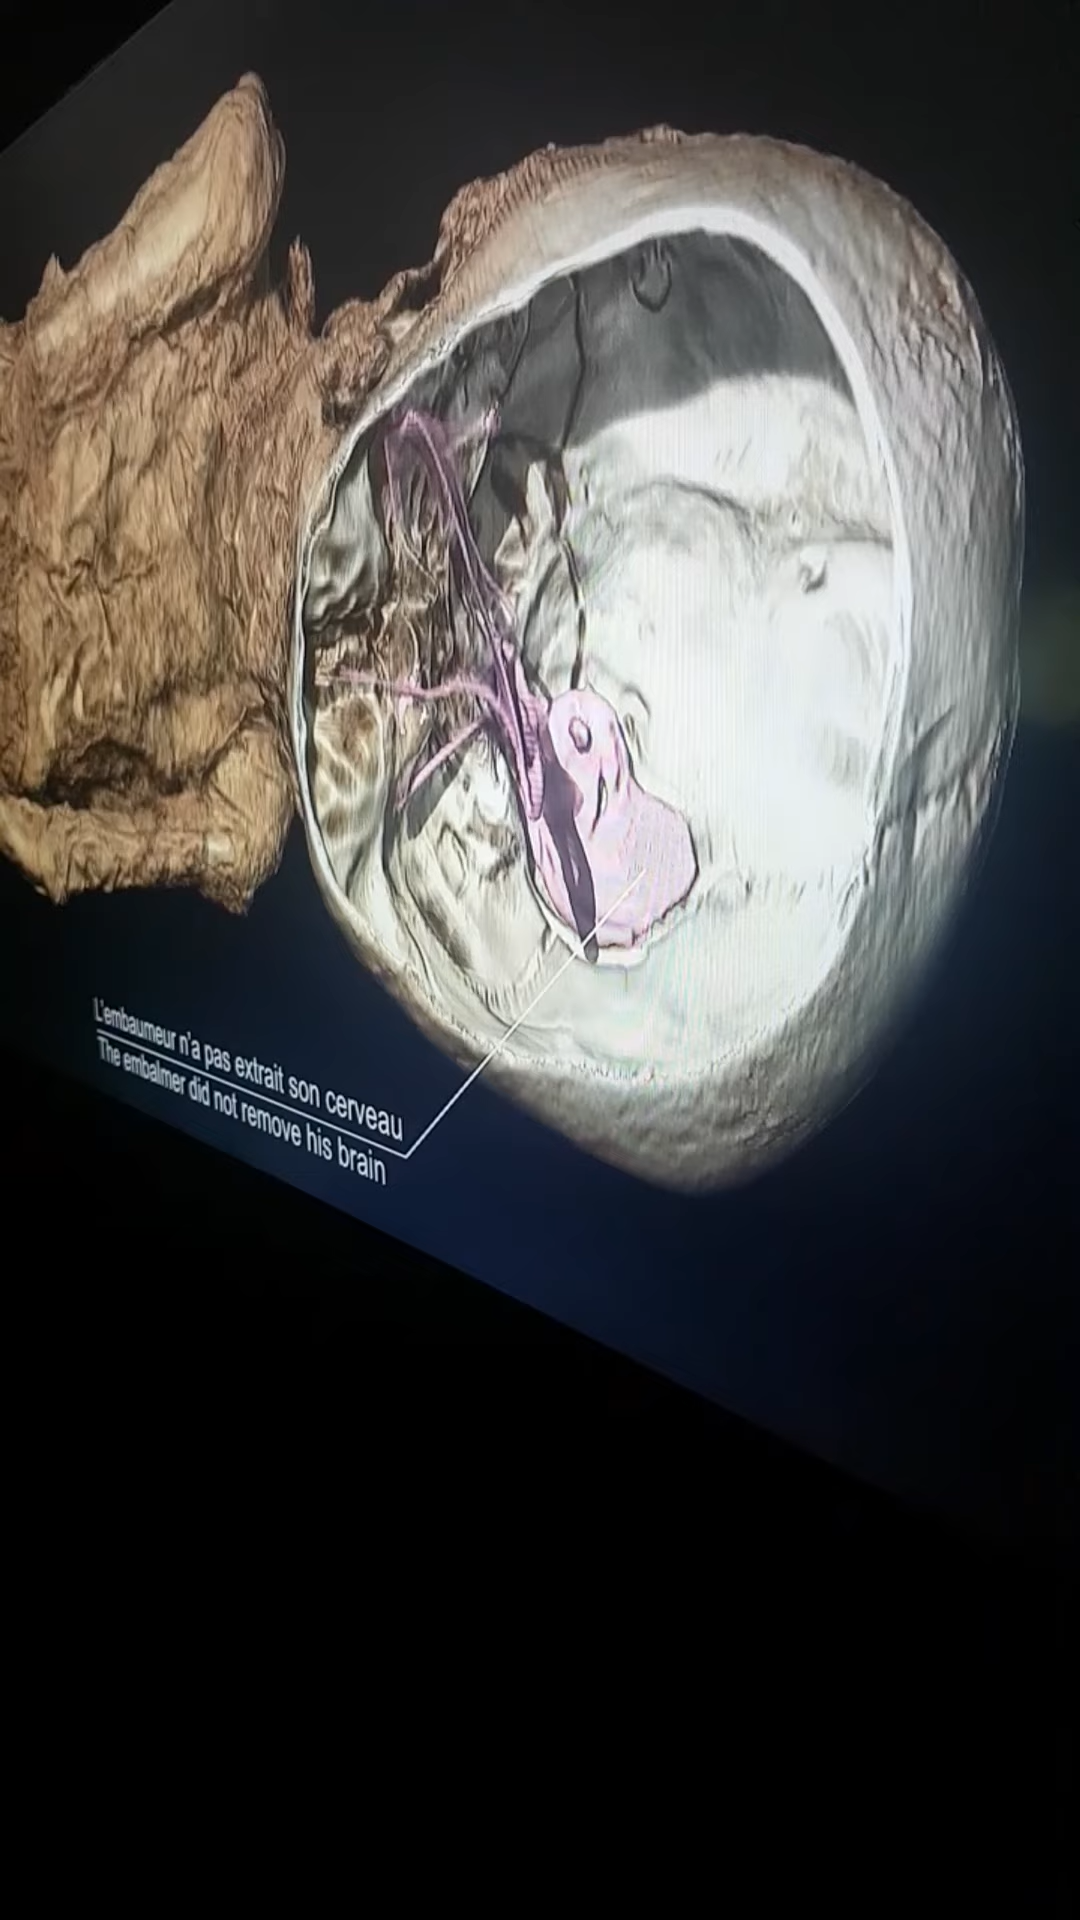 L'embaumeur n'a pas extrait son cerveau
The embalmer did not remove his brain